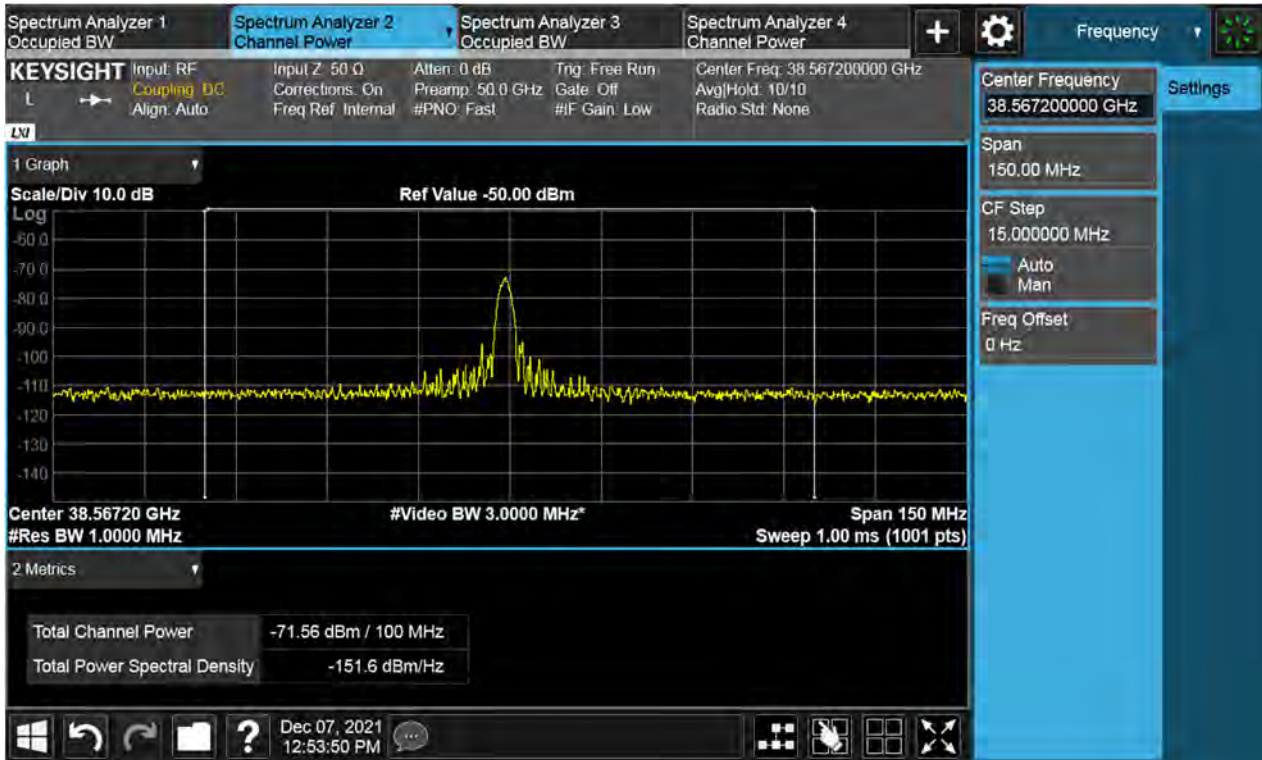 Spectrum Analyzer 1
Occupied BW
Spectrum Analyzer 2
Channel Power
Spectrum Analyzer 3
Occupied BW
Spectrum Analyzer 4
Channel Power
+
Frequency
KEYSIGHT
L
LXI
Input: RF
Coupling: DC
Align: Auto
Input Z: 50 Ω
Corrections: On
Freq Ref: Internal
Atten: 0 dB
Preamp: 50.0 GHz
#PNO: Fast
Trig: Free Run
Gate: Off
#IF Gain: Low
Center Freq: 38.567200000 GHz
Avg|Hold: 10/10
Radio Std: None
Center Frequency
38.567200000 GHz
Settings
Span
150.00 MHz
CF Step
15.000000 MHz
Auto
Man
Freq Offset
0 Hz
1 Graph
Scale/Div 10.0 dB
Ref Value -50.00 dBm
Log
-60.0
-70.0
-80.0
-90.0
-100
-110
-120
-130
-140
Center 38.56720 GHz
#Video BW 3.0000 MHz*
Span 150 MHz
#Res BW 1.0000 MHz
Sweep 1.00 ms (1001 pts)
2 Metrics
Total Channel Power -71.56 dBm / 100 MHz
Total Power Spectral Density -151.6 dBm/Hz
?
Dec 07, 2021
12:53:50 PM